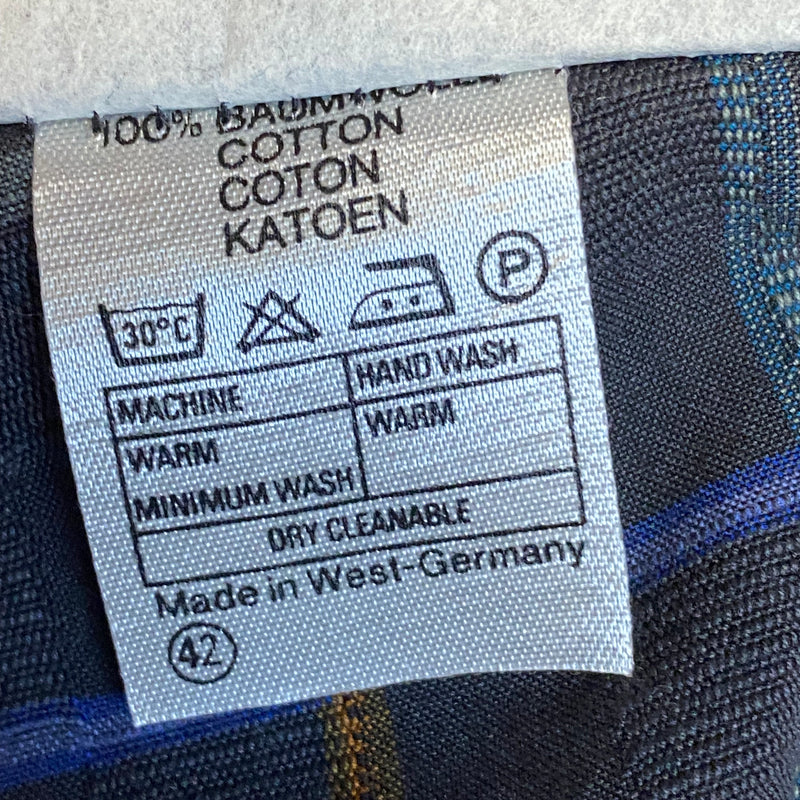 100% BAUMWOLLE
COTTON
COTON
KATOEN
30°C P
MACHINE HAND WASH
WARM WARM
MINIMUM WASH
DRY CLEANABLE
Made in West-Germany
42